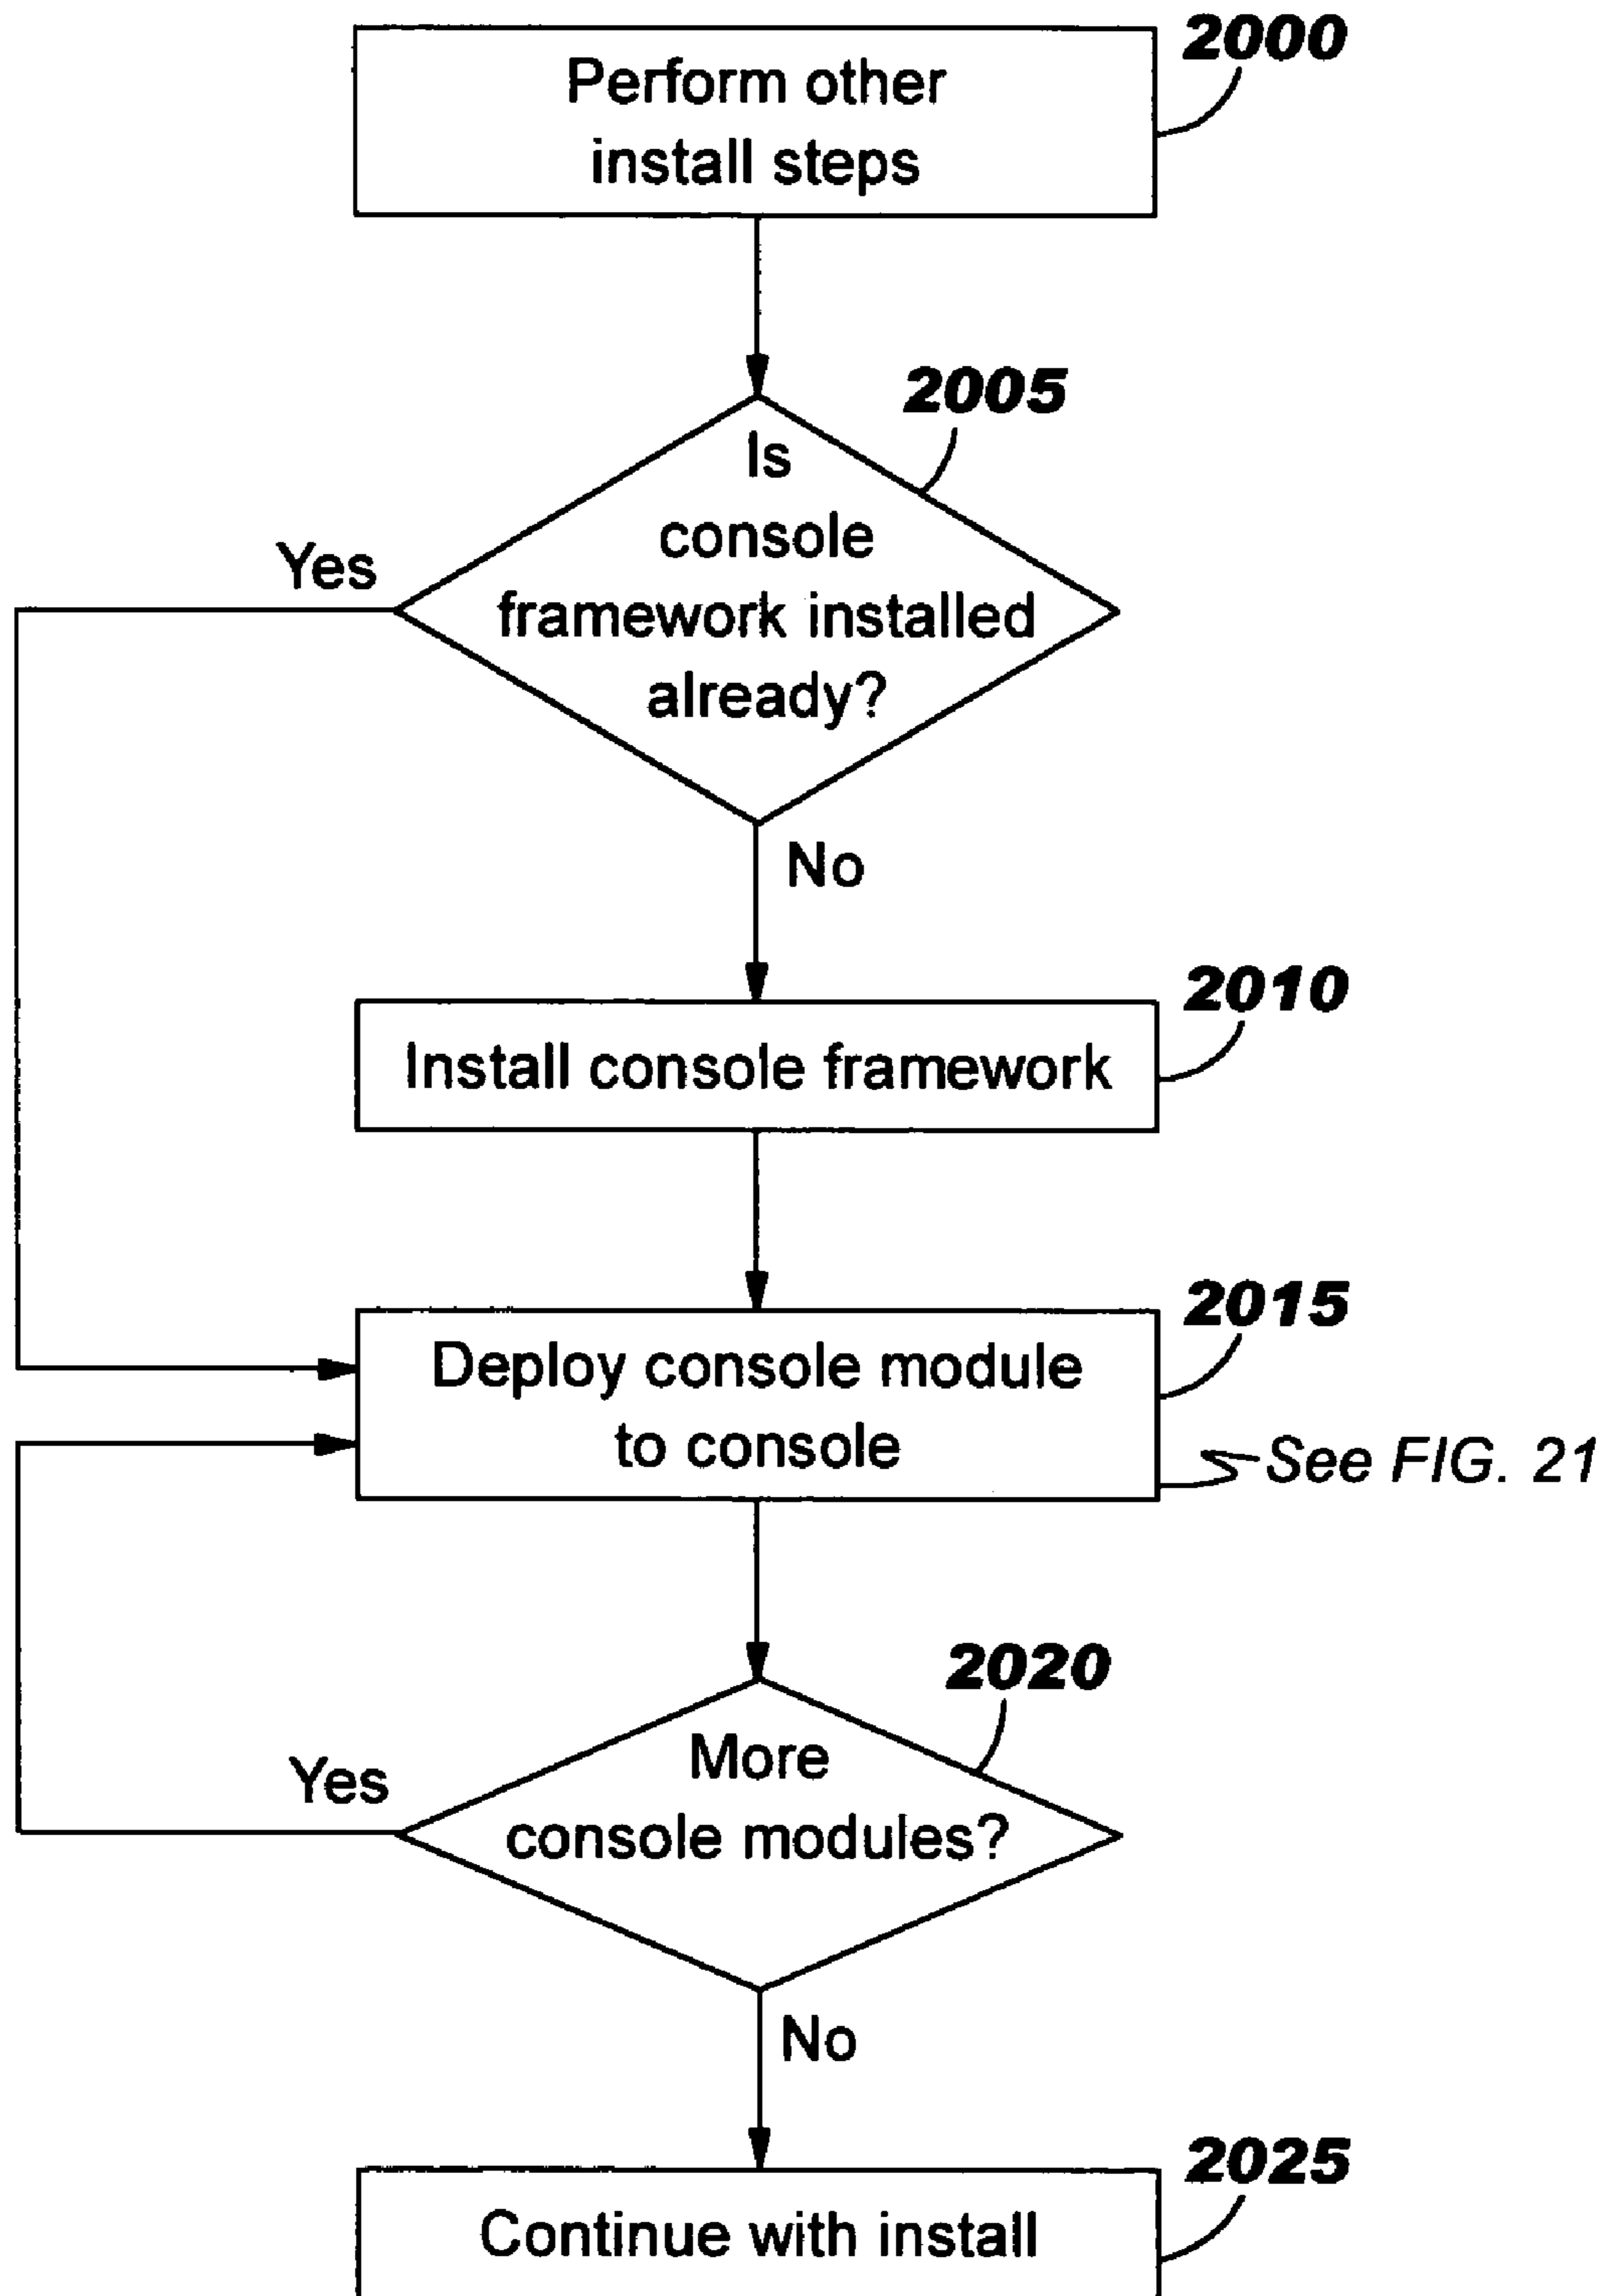 2000
Perform other
install steps
2005
Is
console
framework installed
already?
Yes
No
2010
Install console framework
2015
Deploy console module
to console
See FIG. 21
2020
More
console modules?
Yes
No
2025
Continue with install